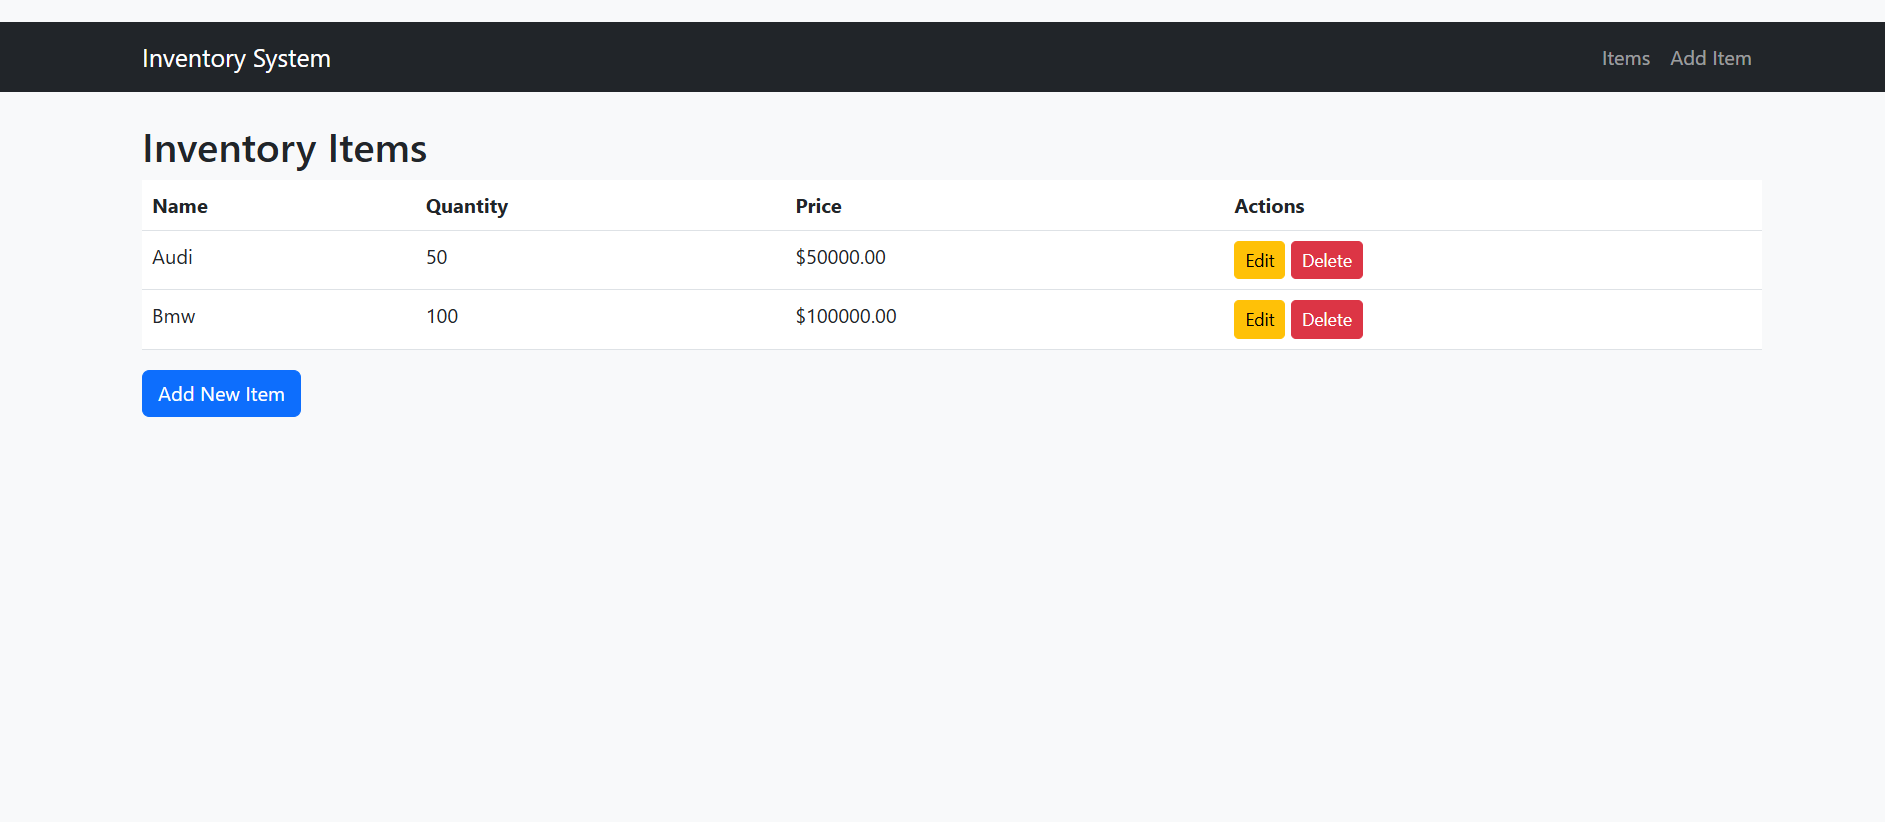 Inventory System Items Add Item
Inventory Items
Name Quantity Price Actions
Audi 50 $50000.00 Edit Delete
Bmw 100 $100000.00 Edit Delete
Add New Item